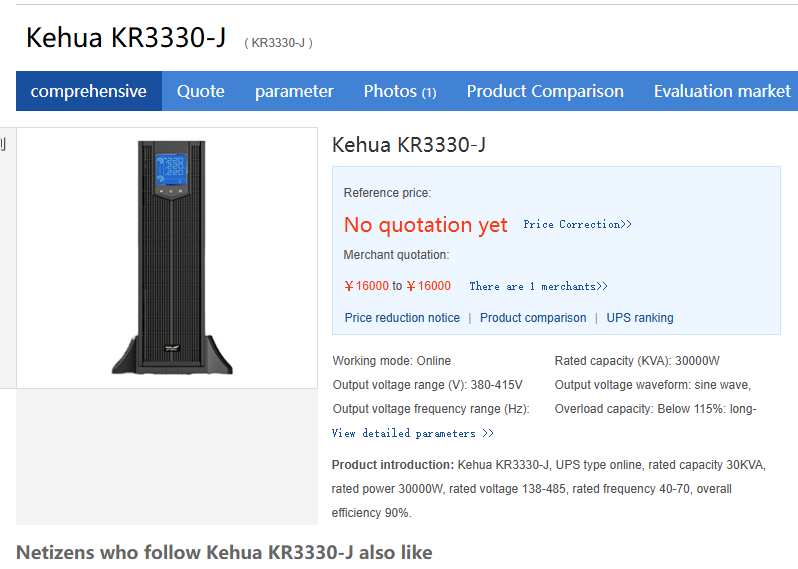 Kehua KR3330-J ( KR3330-J )
comprehensive Quote parameter Photos (1) Product Comparison Evaluation market
Kehua KR3330-J
Reference price:
No quotation yet Price Correction>>
Merchant quotation:
¥16000 to ¥16000 There are 1 merchants>>
Price reduction notice | Product comparison | UPS ranking
Working mode: Online Rated capacity (KVA): 30000W
Output voltage range (V): 380-415V Output voltage waveform: sine wave,
Output voltage frequency range (Hz): Overload capacity: Below 115%: long-
View detailed parameters >>
Product introduction: Kehua KR3330-J, UPS type online, rated capacity 30KVA,
rated power 30000W, rated voltage 138-485, rated frequency 40-70, overall
efficiency 90%.
Netizens who follow Kehua KR3330-J also like